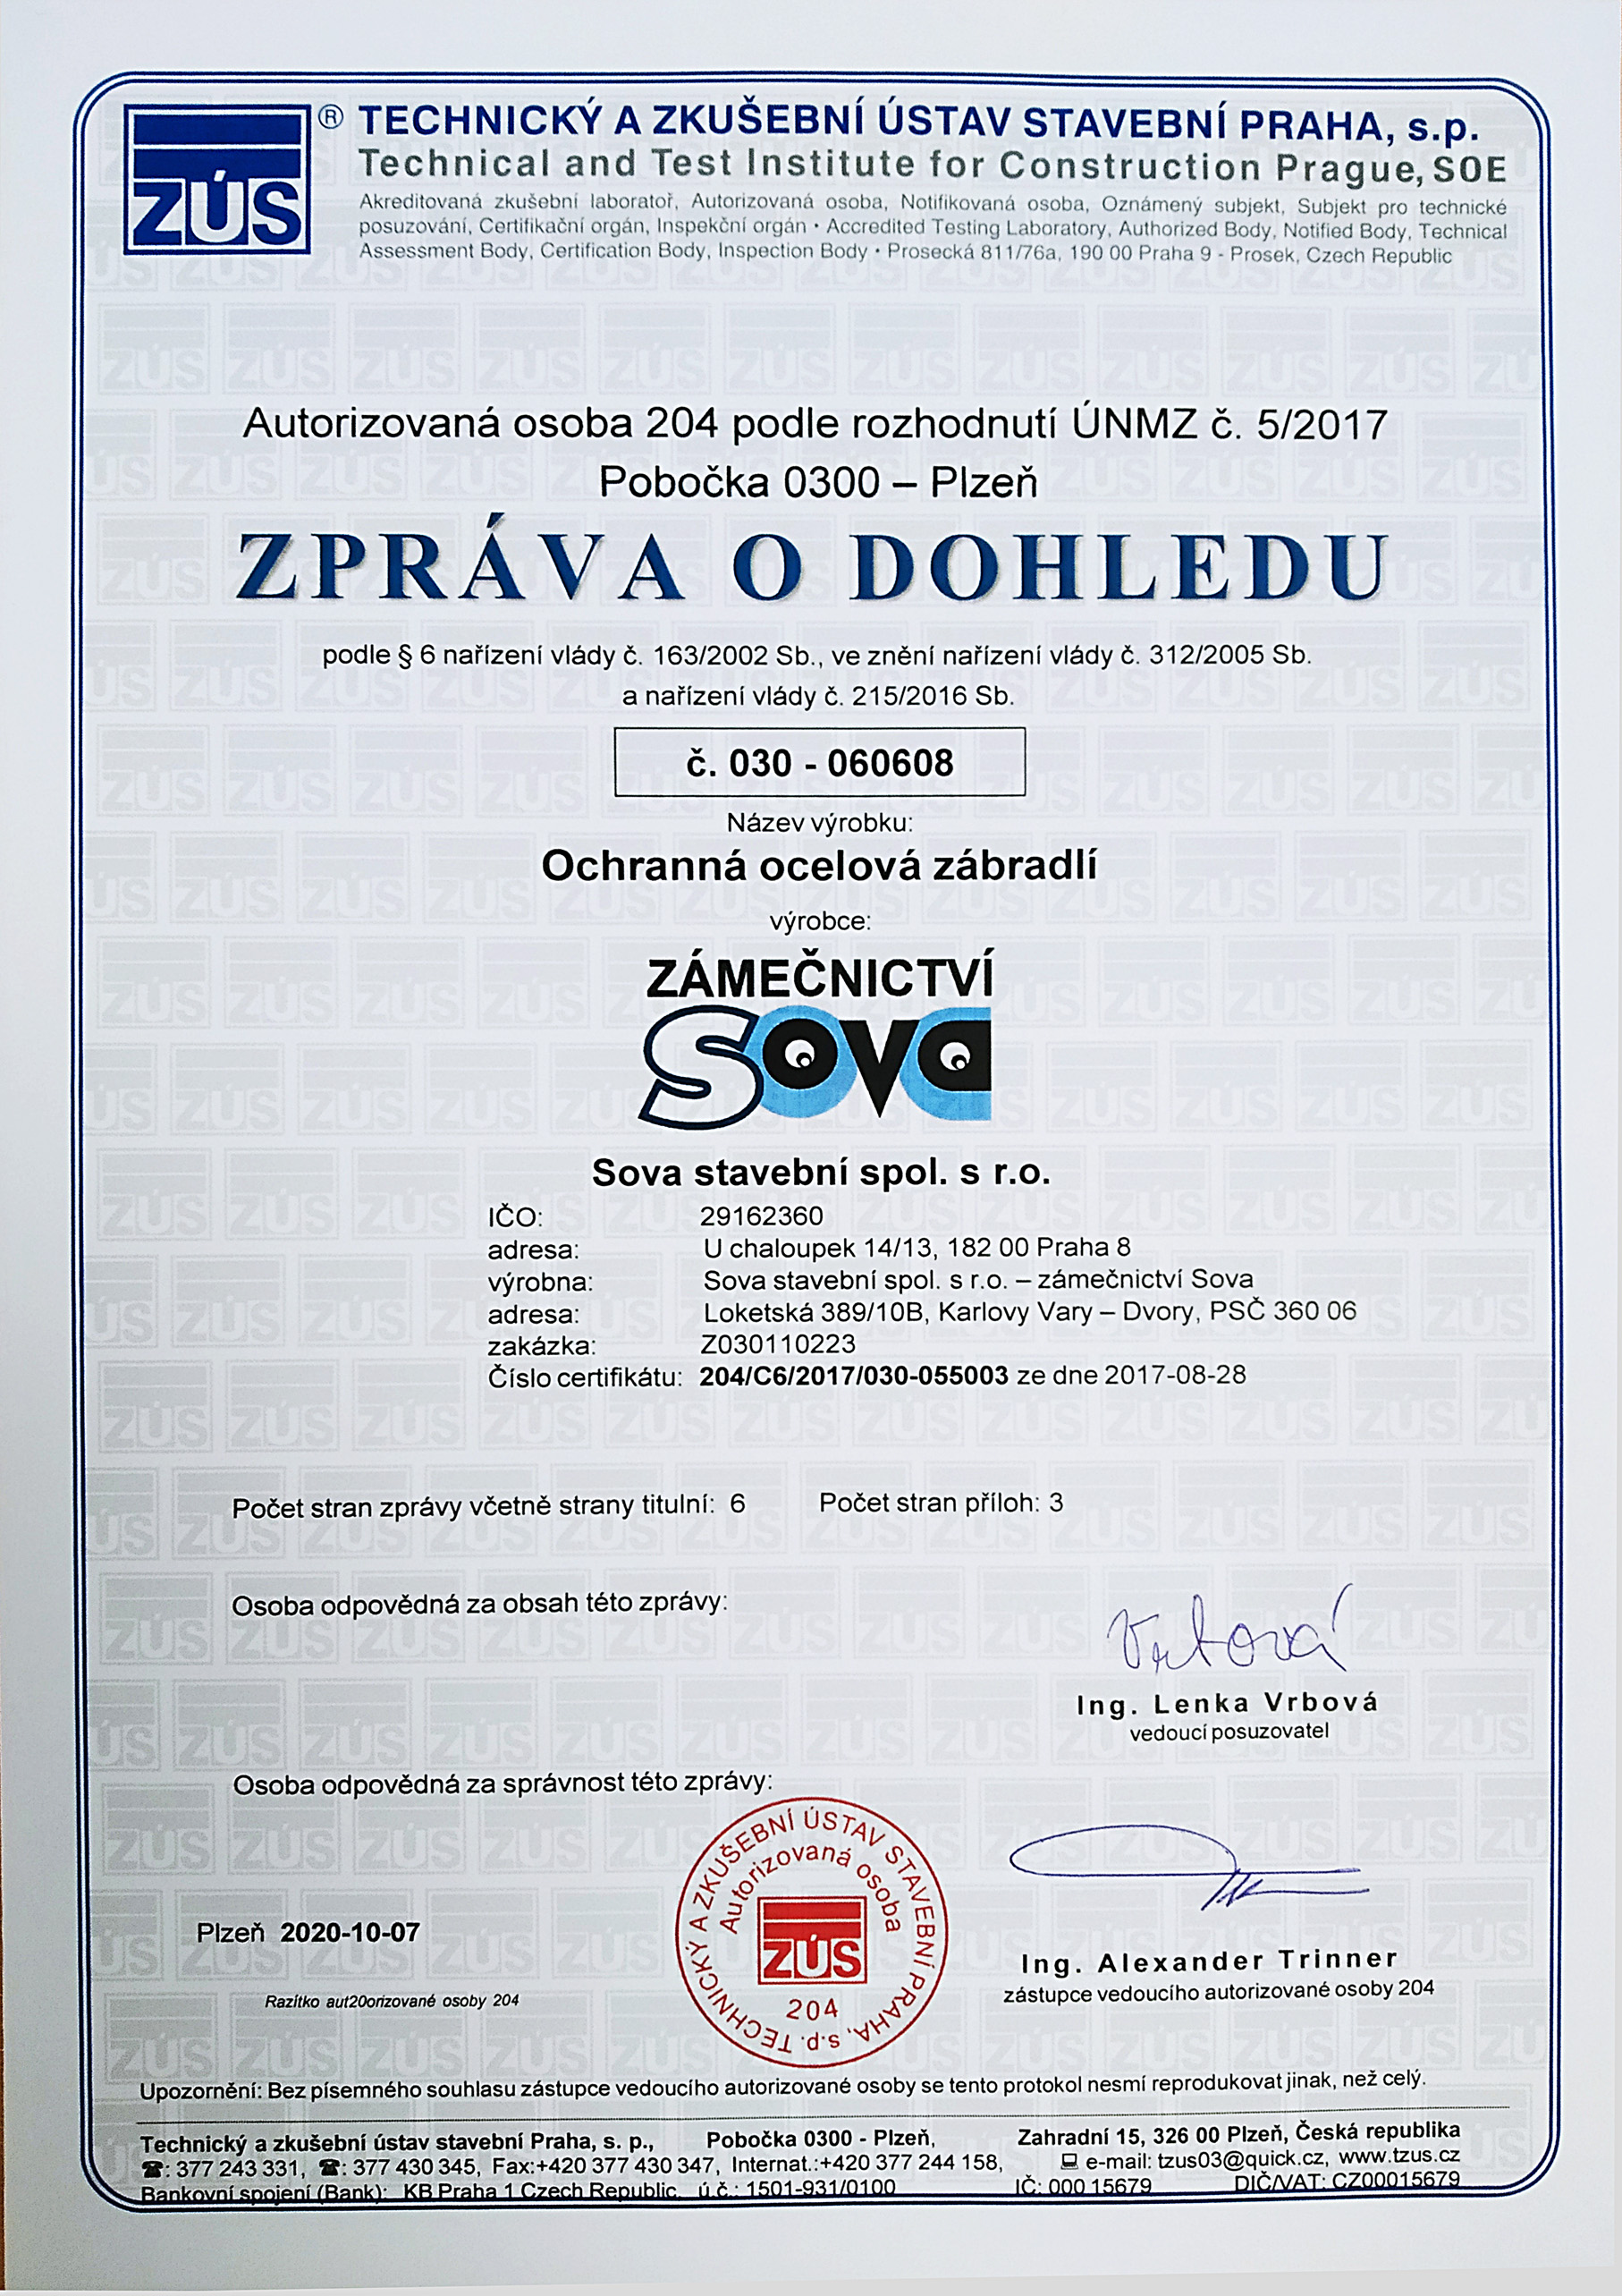 ZÚS ® TECHNICKÝ A ZKUŠEBNÍ ÚSTAV STAVEBNÍ PRAHA, s.p.
Technical and Test Institute for Construction Prague, SOE
Akreditovaná zkušební laboratoř, Autorizovaná osoba, Notifikovaná osoba, Oznámený subjekt, Subjekt pro technické
posuzování, Certifikační orgán, Inspekční orgán • Accredited Testing Laboratory, Authorized Body, Notified Body, Technical
Assessment Body, Certification Body, Inspection Body • Prosecká 811/76a, 190 00 Praha 9 - Prosek, Czech Republic
Autorizovaná osoba 204 podle rozhodnutí ÚNMZ č. 5/2017
Pobočka 0300 – Plzeň
ZPRÁVA O DOHLEDU
podle § 6 nařízení vlády č. 163/2002 Sb., ve znění nařízení vlády č. 312/2005 Sb.
a nařízení vlády č. 215/2016 Sb.
č. 030 - 060608
Název výrobku:
Ochranná ocelová zábradlí
výrobce:
ZÁMEČNICTVÍ
Sova
Sova stavební spol. s r.o.
IČO: 29162360
adresa: U chaloupek 14/13, 182 00 Praha 8
výrobna: Sova stavební spol. s r.o. – zámečnictví Sova
adresa: Loketská 389/10B, Karlovy Vary – Dvory, PSČ 360 06
zakázka: Z030110223
Číslo certifikátu: 204/C6/2017/030-055003 ze dne 2017-08-28
Počet stran zprávy včetně strany titulní: 6 Počet stran příloh: 3
Osoba odpovědná za obsah této zprávy:
Vrbová
Ing. Lenka Vrbová
vedoucí posuzovatel
Osoba odpovědná za správnost této zprávy:
TECHNICKÝ A ZKUŠEBNÍ ÚSTAV STAVEBNÍ PRAHA, s.p.
Autorizovaná osoba
ZÚS
204
Plzeň 2020-10-07
Ing. Alexander Trinner
zástupce vedoucího autorizované osoby 204
Razítko aut20orizované osoby 204
Upozornění: Bez písemného souhlasu zástupce vedoucího autorizované osoby se tento protokol nesmí reprodukovat jinak, než celý.
Technický a zkušební ústav stavební Praha, s. p., Pobočka 0300 - Plzeň, Zahradní 15, 326 00 Plzeň, Česká republika
☎: 377 243 331, ☎: 377 430 345, Fax:+420 377 430 347, Internat.:+420 377 244 158, e-mail: tzus03@quick.cz, www.tzus.cz
Bankovní spojení (Bank): KB Praha 1 Czech Republic, ú.č.: 1501-931/0100 IČ: 000 15679 DIČ/VAT: CZ00015679